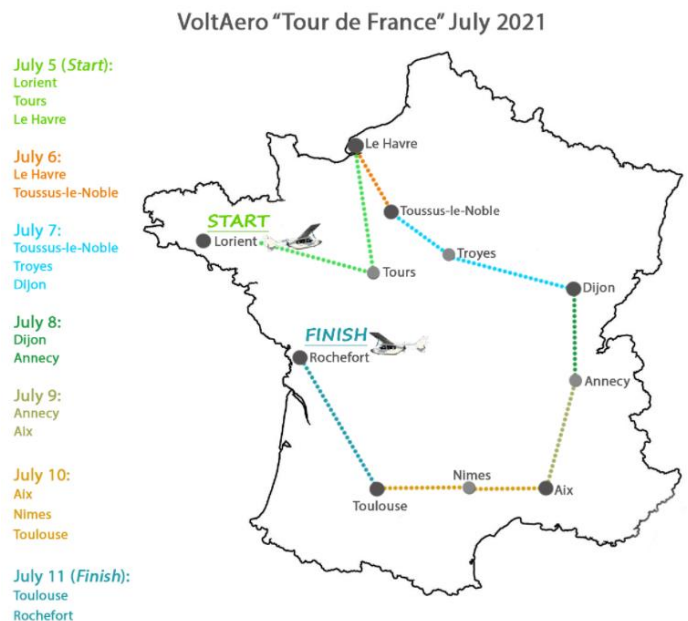 VoltAero “Tour de France” July 2021
July 5 (Start):
Lorient
Tours
Le Havre
July 6:
Le Havre
Toussus-le-Noble
July 7:
Toussus-le-Noble
Troyes
Dijon
July 8:
Dijon
Annecy
July 9:
Annecy
Aix
July 10:
Aix
Nimes
Toulouse
July 11 (Finish):
Toulouse
Rochefort
Le Havre
Toussus-le-Noble
START
Lorient
Troyes
Tours
Dijon
FINISH
Rochefort
Annecy
Nimes
Aix
Toulouse